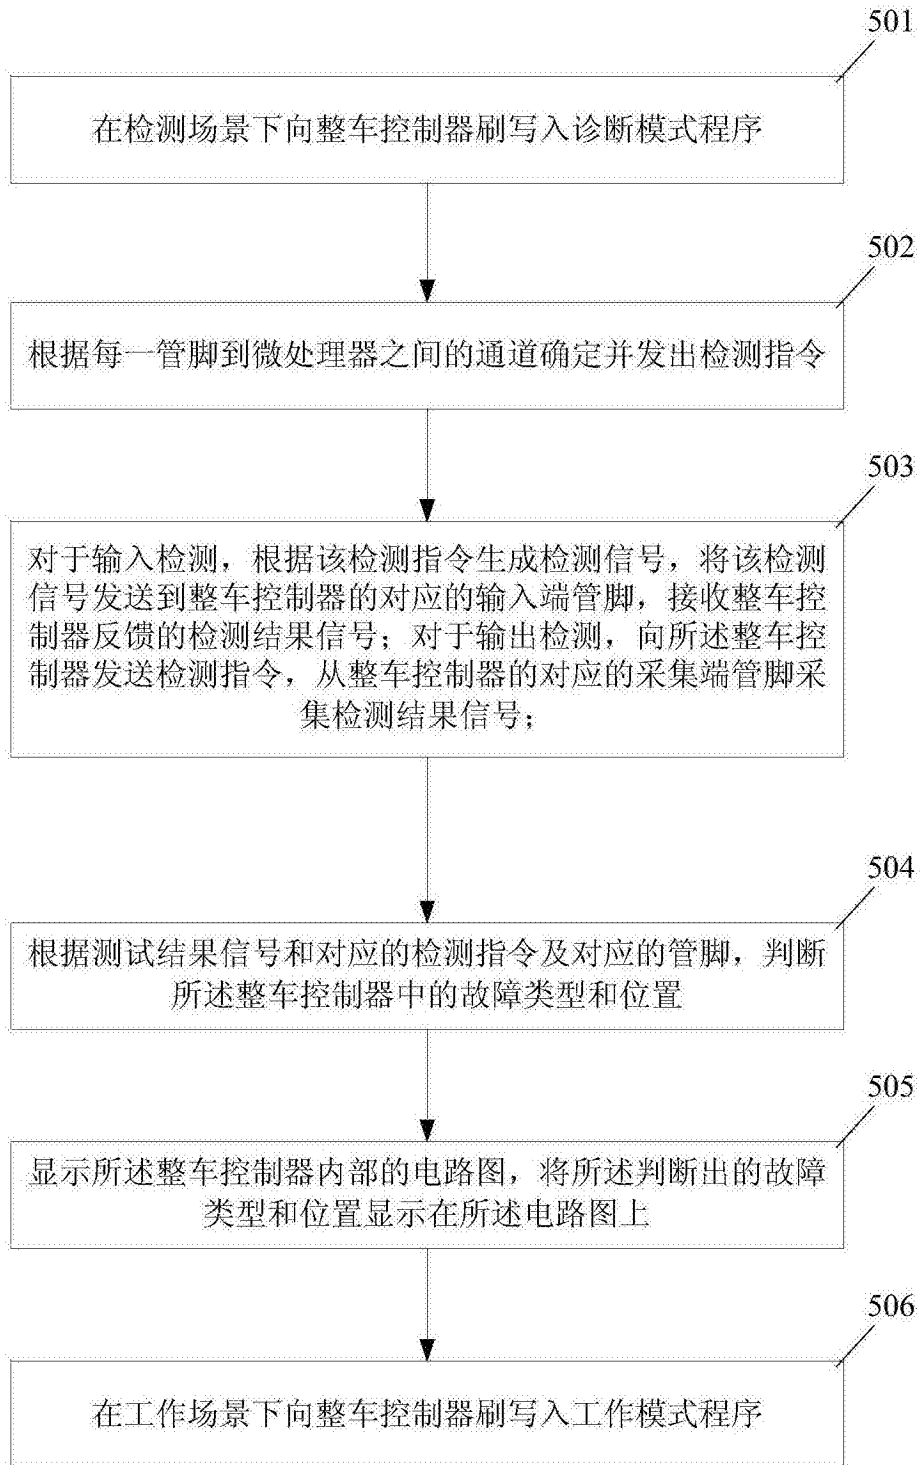 501
在检测场景下向整车控制器刷写入诊断模式程序
502
根据每一管脚到微处理器之间的通道确定并发出检测指令
503
对于输入检测，根据该检测指令生成检测信号，将该检测
信号发送到整车控制器的对应的输入端管脚，接收整车控
制器反馈的检测结果信号；对于输出检测，向所述整车控
制器发送检测指令，从整车控制器的对应的采集端管脚采
集检测结果信号；
504
根据测试结果信号和对应的检测指令及对应的管脚，判断
所述整车控制器中的故障类型和位置
505
显示所述整车控制器内部的电路图，将所述判断出的故障
类型和位置显示在所述电路图上
506
在工作场景下向整车控制器刷写入工作模式程序